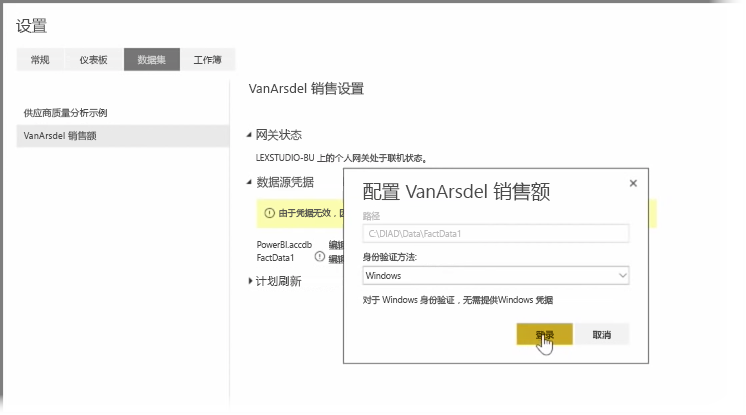 设置
常规 仪表板 数据集 工作簿
供应商质量分析示例
VanArsdel 销售额
VanArsdel 销售设置
网关状态
LEXSTUDIO-BU 上的个人网关处于联机状态。
数据源凭据
由于凭据无效，因
PowerBI.accdb 编辑
FactData1 编辑
计划刷新
配置 VanArsdel 销售额
路径
C:\DIAD\Data\FactData1
身份验证方法:
Windows
对于 Windows 身份验证，无需提供Windows 凭据
登录 取消